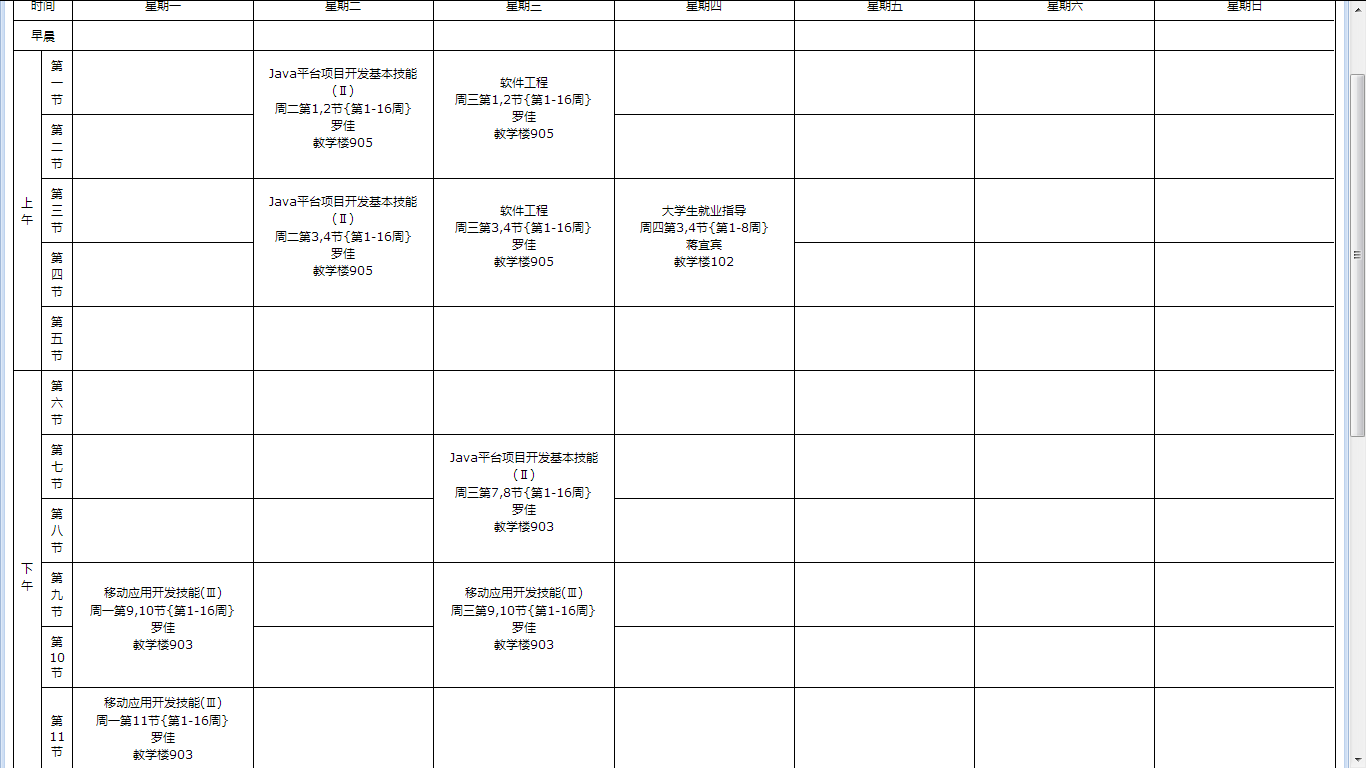 时间 星期一 星期二 星期三 星期四 星期五 星期六 星期日
早晨
上午
第一节
Java平台项目开发基本技能
(Ⅱ)
周二第1,2节{第1-16周}
罗佳
教学楼905
软件工程
周三第1,2节{第1-16周}
罗佳
教学楼905
第二节
第三节
Java平台项目开发基本技能
(Ⅱ)
周二第3,4节{第1-16周}
罗佳
教学楼905
软件工程
周三第3,4节{第1-16周}
罗佳
教学楼905
大学生就业指导
周四第3,4节{第1-8周}
蒋宜宾
教学楼102
第四节
第五节
下午
第六节
第七节
Java平台项目开发基本技能
(Ⅱ)
周三第7,8节{第1-16周}
罗佳
教学楼903
第八节
第九节
移动应用开发技能(Ⅲ)
周一第9,10节{第1-16周}
罗佳
教学楼903
移动应用开发技能(Ⅲ)
周三第9,10节{第1-16周}
罗佳
教学楼903
第10节
第11节
移动应用开发技能(Ⅲ)
周一第11节{第1-16周}
罗佳
教学楼903